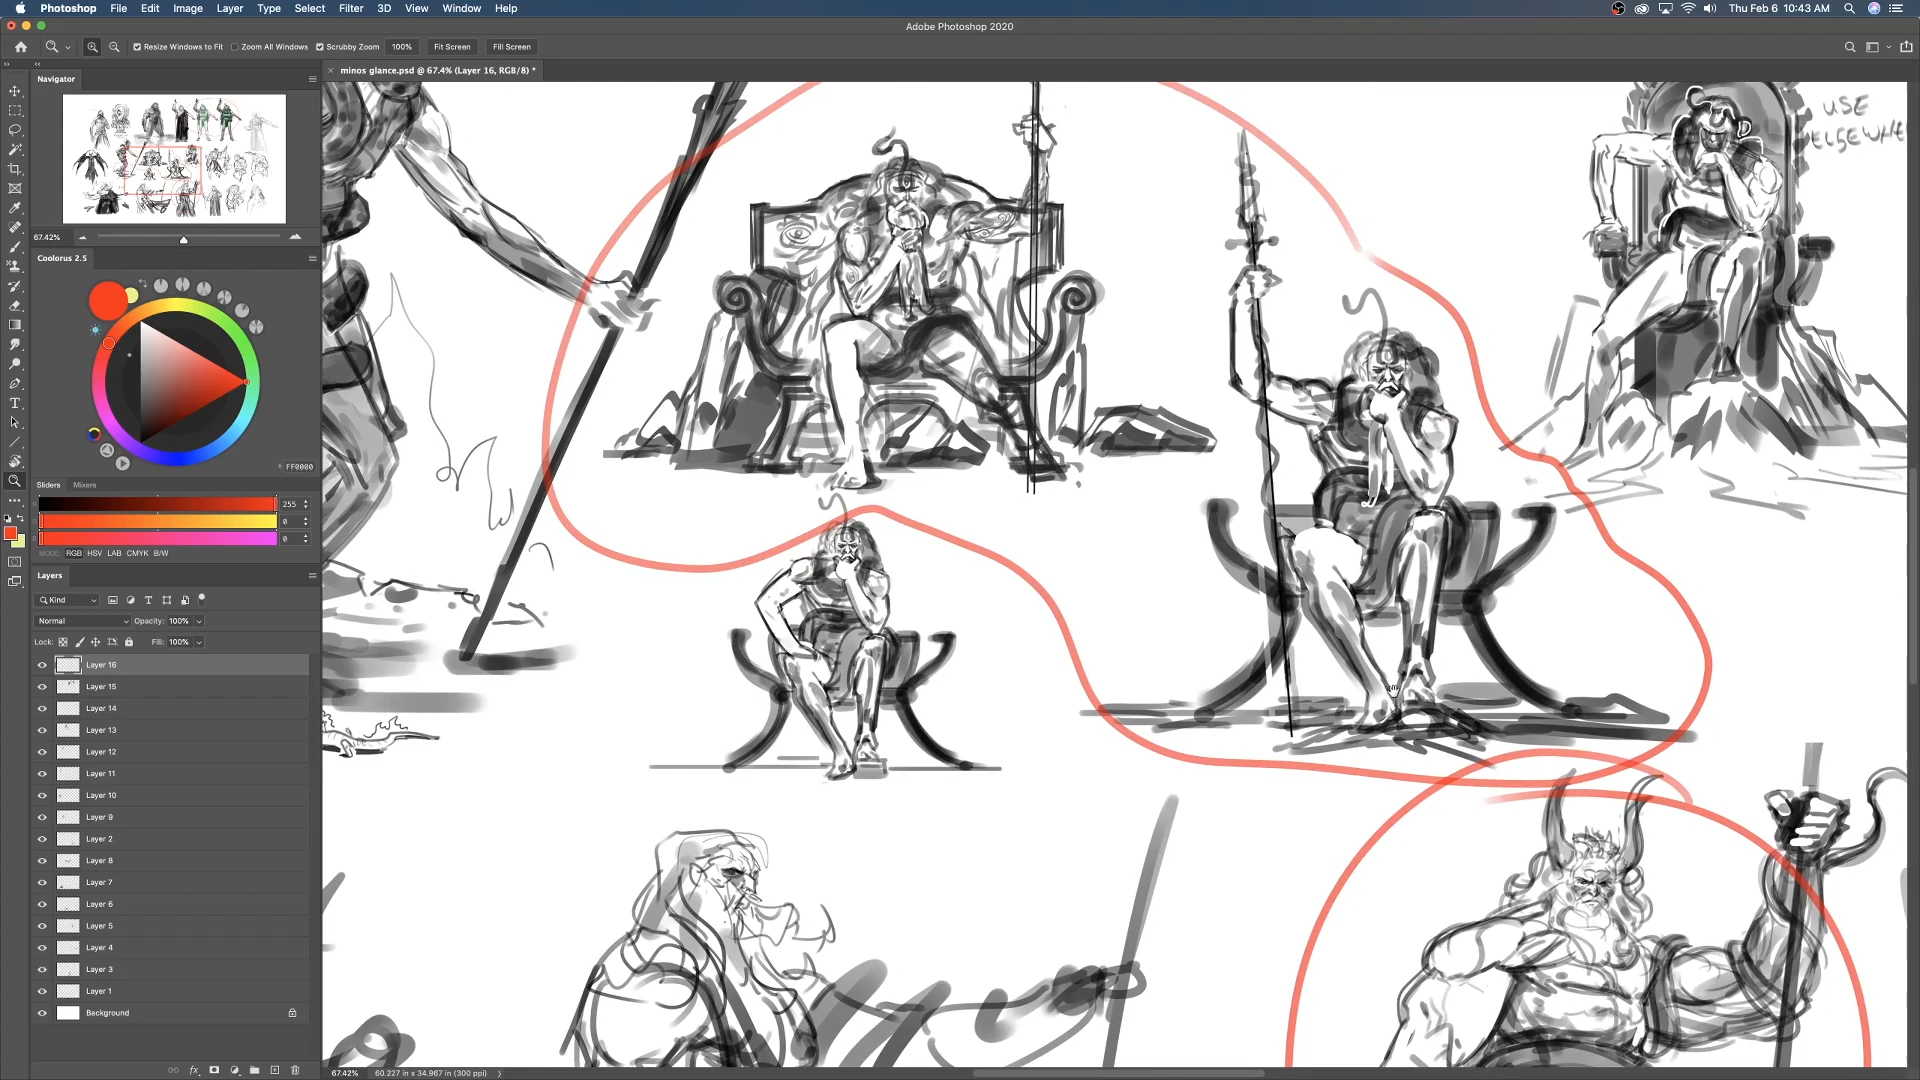 Photoshop File Edit Image Layer Type Select Filter 3D View Window Help
Thu Feb 6 10:43 AM
Adobe Photoshop 2020
Resize Windows to Fit Zoom All Windows Scrubby Zoom 100% Fit Screen Fill Screen
minos glance.psd @ 67.4% (Layer 16, RGB/8) *
Navigator
67.42%
Coolorus 2.5
FF0000
Sliders Mixers
255
0
0
MODE: RGB HSV LAB CMYK B/W
Layers
Kind
Normal Opacity: 100%
Lock: Fill: 100%
Layer 16
Layer 15
Layer 14
Layer 13
Layer 12
Layer 11
Layer 10
Layer 9
Layer 2
Layer 8
Layer 7
Layer 6
Layer 5
Layer 4
Layer 3
Layer 1
Background
fx
USE
67.42% 60.227 in x 34.967 in (300 ppi)